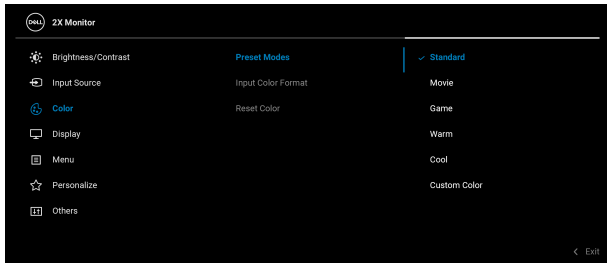 DELL 2X Monitor
Brightness/Contrast Preset Modes Standard
Input Source Input Color Format Movie
Color Reset Color Game
Display Warm
Menu Cool
Personalize Custom Color
Others
Exit